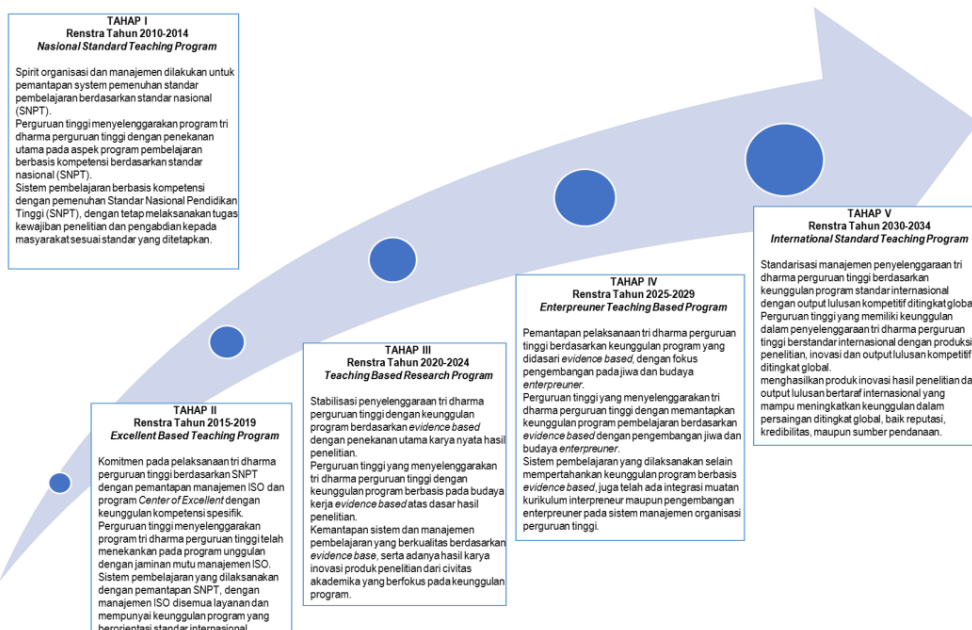 TAHAP I
Renstra Tahun 2010-2014
Nasional Standard Teaching Program
Spirit organisasi dan manajemen dilakukan untuk
pemantapan system pemenuhan standar
pembelajaran berdasarkan standar nasional
(SNPT).
Perguruan tinggi menyelenggarakan program tri
dharma perguruan tinggi dengan penekanan
utama pada aspek program pembelajaran
berbasis kompetensi berdasarkan standar
nasional (SNPT).
Sistem pembelajaran berbasis kompetensi
dengan pemenuhan Standar Nasional Pendidikan
Tinggi (SNPT), dengan tetap melaksanakan tugas
kewajiban penelitian dan pengabdian kepada
masyarakat sesuai standar yang ditetapkan.
TAHAP II
Renstra Tahun 2015-2019
Excellent Based Teaching Program
Komitmen pada pelaksanaan tri dharma
perguruan tinggi berdasarkan SNPT
dengan pemantapan manajemen ISO dan
program Center of Excellent dengan
keunggulan kompetensi spesifik.
Perguruan tinggi menyelenggarakan
program tri dharma perguruan tinggi telah
menekankan pada program unggulan
dengan jaminan mutu manajemen ISO.
Sistem pembelajaran yang dilaksanakan
dengan pemantapan SNPT, dengan
manajemen ISO disemua layanan dan
mempunyai keunggulan program yang
berorientasi standar internasional
TAHAP III
Renstra Tahun 2020-2024
Teaching Based Research Program
Stabilisasi penyelenggaraan tri dharma
perguruan tinggi dengan keunggulan
program berdasarkan evidence based
dengan penekanan utama karya nyata hasil
penelitian.
Perguruan tinggi yang menyelenggarakan
tri dharma perguruan tinggi dengan
keunggulan program berbasis pada budaya
kerja evidence based atas dasar hasil
penelitian.
Kemantapan sistem dan manajemen
pembelajaran yang berkualitas berdasarkan
evidence base, serta adanya hasil karya
inovasi produk penelitian dari civitas
akademika yang berfokus pada keunggulan
program.
TAHAP IV
Renstra Tahun 2025-2029
Enterpreuner Teaching Based Program
Pemantapan pelaksanaan tri dharma perguruan
tinggi berdasarkan keunggulan program yang
didasari evidence based, dengan fokus
pengembangan pada jiwa dan budaya
enterpreuner.
Perguruan tinggi yang menyelenggarakan tri
dharma perguruan tinggi dengan memantapkan
keunggulan program pembelajaran berdasarkan
evidence based dengan pengembangan jiwa dan
budaya enterpreuner.
Sistem pembelajaran yang dilaksanakan selain
mempertahankan keunggulan program berbasis
evidence based, juga telah ada integrasi muatan
kurikulum interpreneur maupun pengembangan
enterpreuner pada sistem manajemen organisasi
perguruan tinggi.
TAHAP V
Renstra Tahun 2030-2034
International Standard Teaching Program
Standarisasi manajemen penyelenggaraan tri
dharma perguruan tinggi berdasarkan
keunggulan program standar internasional
dengan output lulusan kompetitif ditingkat globa
Perguruan tinggi yang memiliki keunggulan
dalam penyelenggaraan tri dharma perguruan
tinggi berstandar internasional dengan produksi
penelitian, inovasi dan output lulusan kompetitif
ditingkat global.
menghasilkan produk inovasi hasil penelitian da
output lulusan bertaraf internasional yang
mampu meningkatkan keunggulan dalam
persaingan ditingkat global, baik reputasi,
kredibilitas, maupun sumber pendanaan.